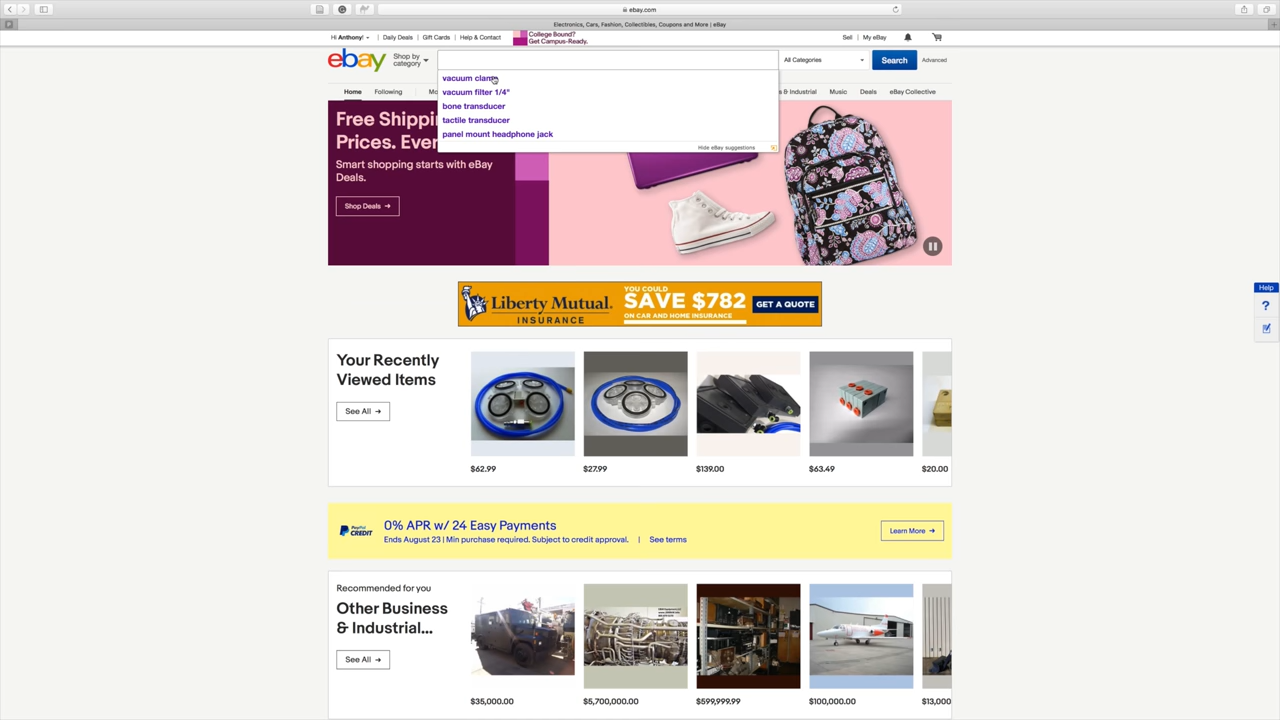 ebay.com
Electronics, Cars, Fashion, Collectibles, Coupons and More | eBay
Hi Anthony!
Daily Deals
Gift Cards
Help & Contact
College Bound?
Get Campus-Ready.
Sell
My eBay
ebay
Shop by
category
All Categories
Search
Advanced
vacuum clamp
vacuum filter 1/4"
bone transducer
tactile transducer
panel mount headphone jack
Hide eBay suggestions
Home
Following
Mo
s & Industrial
Music
Deals
eBay Collective
Free Shippi
Prices. Ever
Smart shopping starts with eBay
Deals.
Shop Deals →
Liberty Mutual.
INSURANCE
YOU COULD
SAVE $782
ON CAR AND HOME INSURANCE
GET A QUOTE
Help
?
Your Recently
Viewed Items
See All →
$62.99
$27.99
$139.00
$63.49
$20.00
PayPal
CREDIT
0% APR w/ 24 Easy Payments
Ends August 23 | Min purchase required. Subject to credit approval. | See terms
Learn More →
Recommended for you
Other Business
& Industrial...
See All →
$35,000.00
$5,700,000.00
$599,999.99
$100,000.00
$13,000